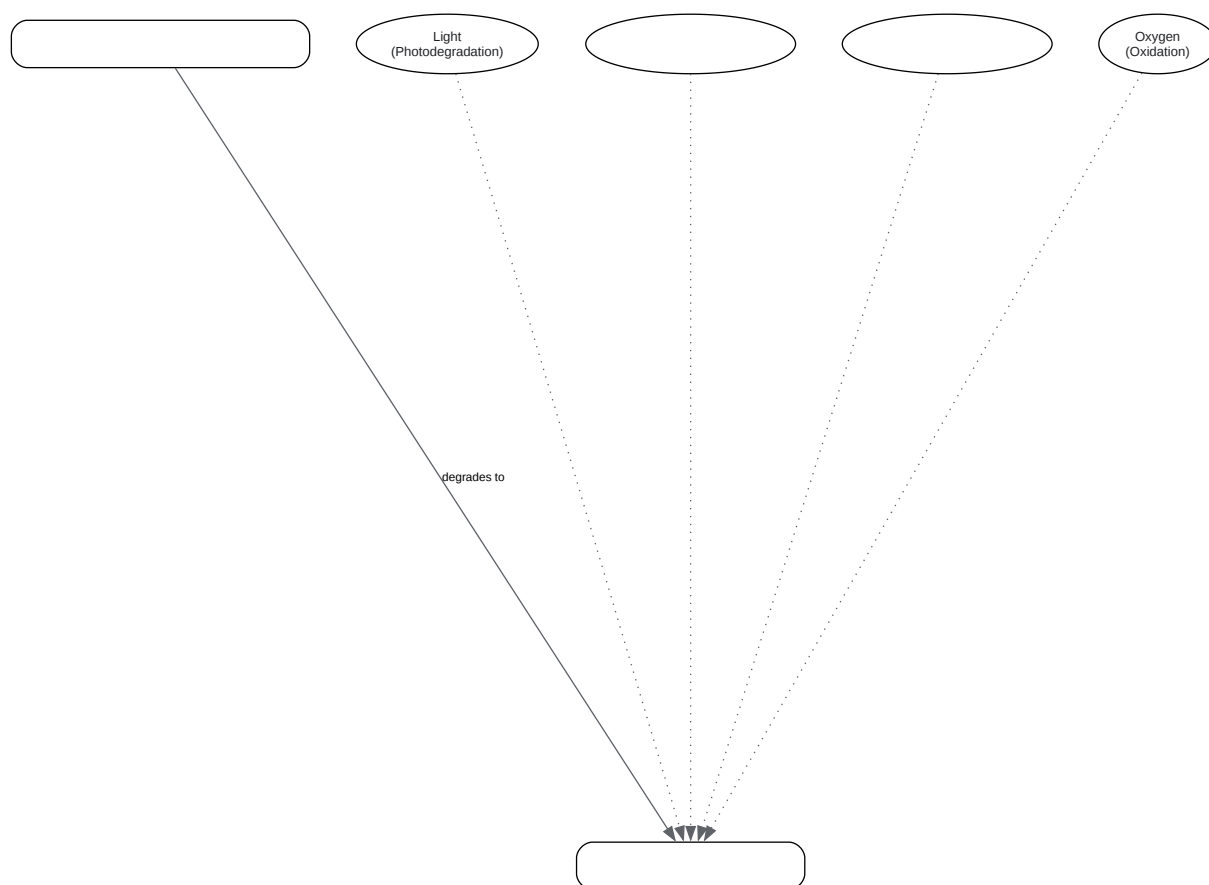 Light
(Photodegradation)
Oxygen
(Oxidation)
degrades to